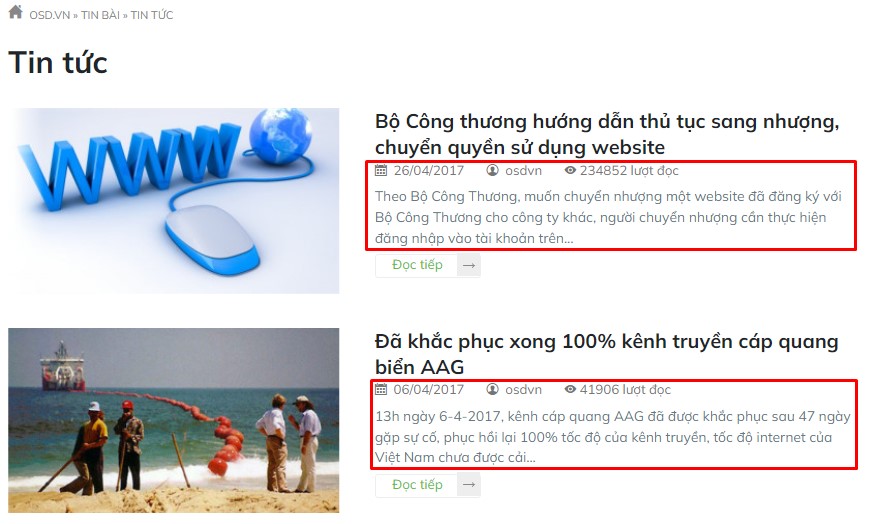 OSD.VN » TIN BÀI » TIN TỨC
Tin tức
WWW
Bộ Công thương hướng dẫn thủ tục sang nhượng,
chuyển quyền sử dụng website
26/04/2017 osdvn 234852 lượt đọc
Theo Bộ Công Thương, muốn chuyển nhượng một website đã đăng ký với
Bộ Công Thương cho công ty khác, người chuyển nhượng cần thực hiện
đăng nhập vào tài khoản trên...
Đọc tiếp →
Đã khắc phục xong 100% kênh truyền cáp quang
biển AAG
06/04/2017 osdvn 41906 lượt đọc
13h ngày 6-4-2017, kênh cáp quang AAG đã được khắc phục sau 47 ngày
gặp sự cố, phục hồi lại 100% tốc độ của kênh truyền, tốc độ internet của
Việt Nam chưa được cải...
Đọc tiếp →